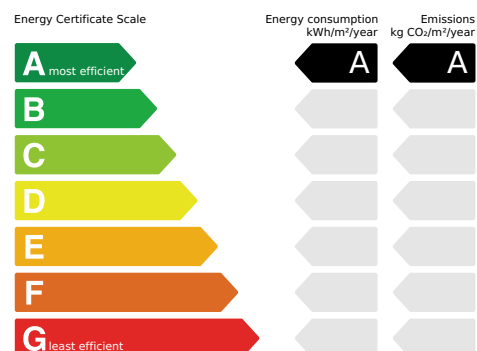 Energy Certificate Scale
Energy consumption
kWh/m²/year
Emissions
kg CO₂/m²/year
A most efficient
A
A
B
C
D
E
F
G least efficient